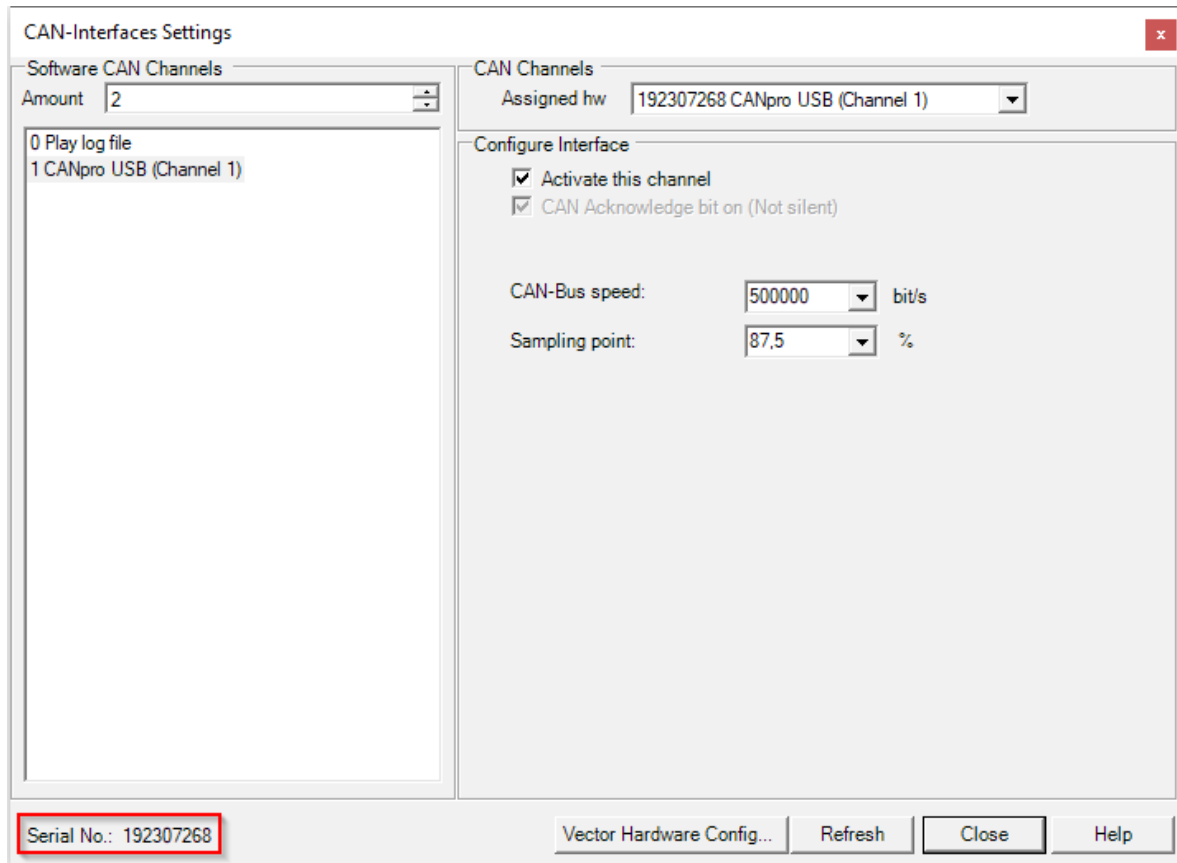 CAN-Interfaces Settings
x
Software CAN Channels
Amount 2
0 Play log file
1 CANpro USB (Channel 1)
CAN Channels
Assigned hw 192307268 CANpro USB (Channel 1)
Configure Interface
Activate this channel
CAN Acknowledge bit on (Not silent)
CAN-Bus speed: 500000 bit/s
Sampling point: 87,5 %
Serial No.: 192307268
Vector Hardware Config... Refresh Close Help